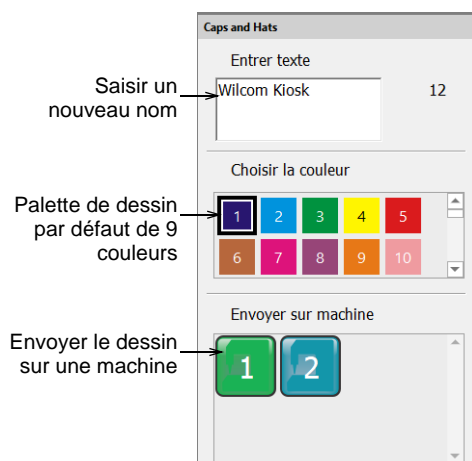 Caps and Hats
Entrer texte
Saisir un
nouveau nom
Wilcom Kiosk
12
Choisir la couleur
Palette de dessin
par défaut de 9
couleurs
1 2 3 4 5
6 7 8 9 10
Envoyer sur machine
Envoyer le dessin
sur une machine
1 2